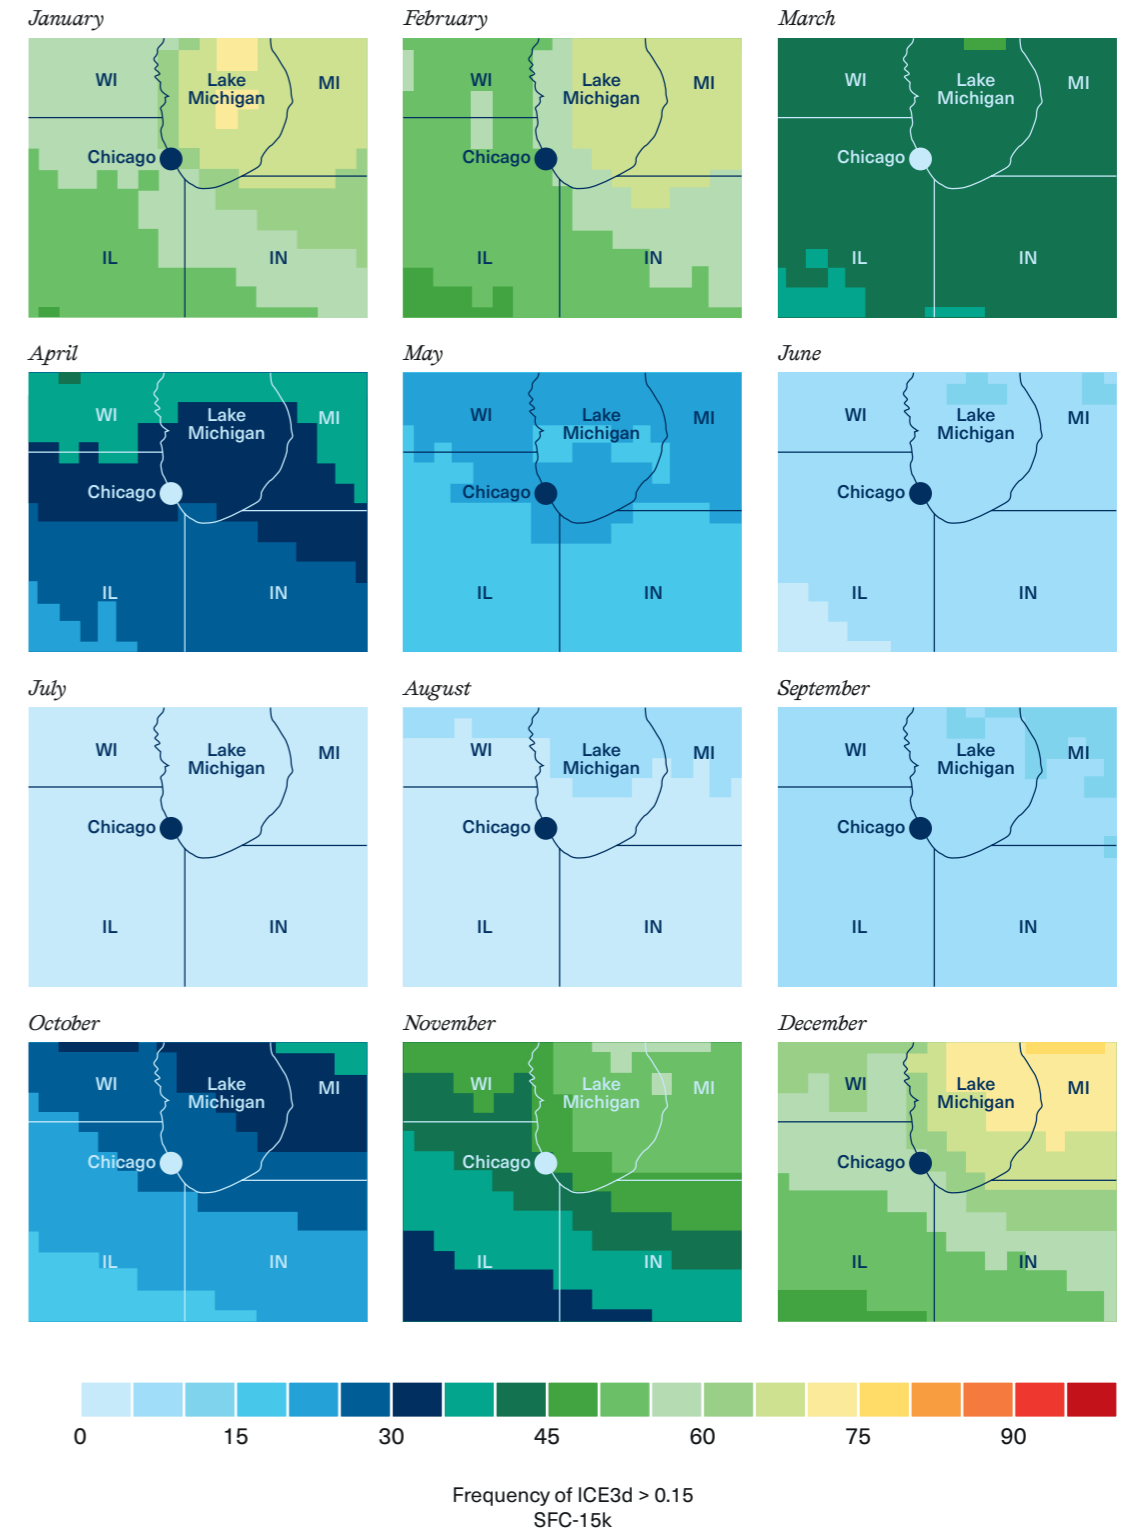 January
February
March
WI
Lake
Michigan
MI
Chicago
IL
IN
WI
Lake
Michigan
MI
Chicago
IL
IN
WI
Lake
Michigan
MI
Chicago
IL
IN
April
May
June
WI
Lake
Michigan
MI
Chicago
IL
IN
WI
Lake
Michigan
MI
Chicago
IL
IN
WI
Lake
Michigan
MI
Chicago
IL
IN
July
August
September
WI
Lake
Michigan
MI
Chicago
IL
IN
WI
Lake
Michigan
MI
Chicago
IL
IN
WI
Lake
Michigan
MI
Chicago
IL
IN
October
November
December
WI
Lake
Michigan
MI
Chicago
IL
IN
WI
Lake
Michigan
MI
Chicago
IL
IN
WI
Lake
Michigan
MI
Chicago
IL
IN
0 15 30 45 60 75 90
Frequency of ICE3d > 0.15
SFC-15k